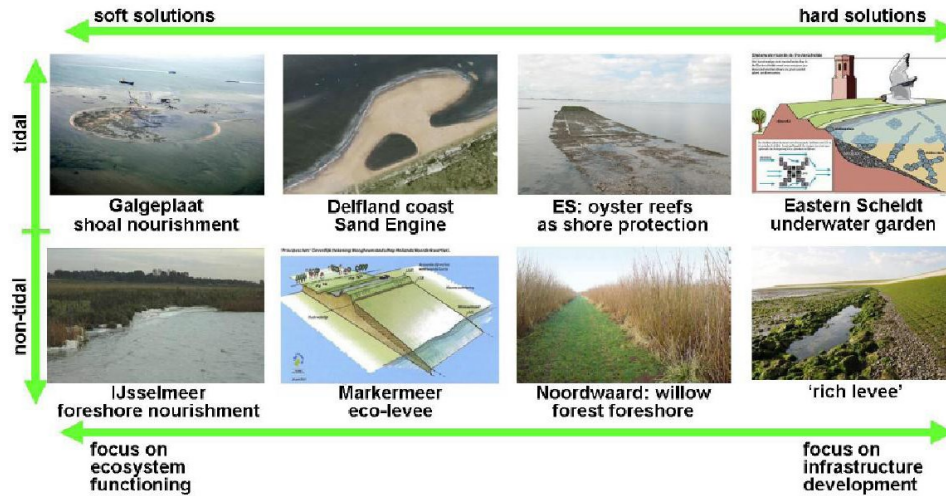 soft solutions
hard solutions
tidal
Galgeplaat
shoal nourishment
Delfland coast
Sand Engine
ES: oyster reefs
as shore protection
Eastern Scheldt
underwater garden
non-tidal
IJsselmeer
foreshore nourishment
Markermeer
eco-levee
Noordwaard: willow
forest foreshore
'rich levee'
focus on
ecosystem
functioning
focus on
infrastructure
development